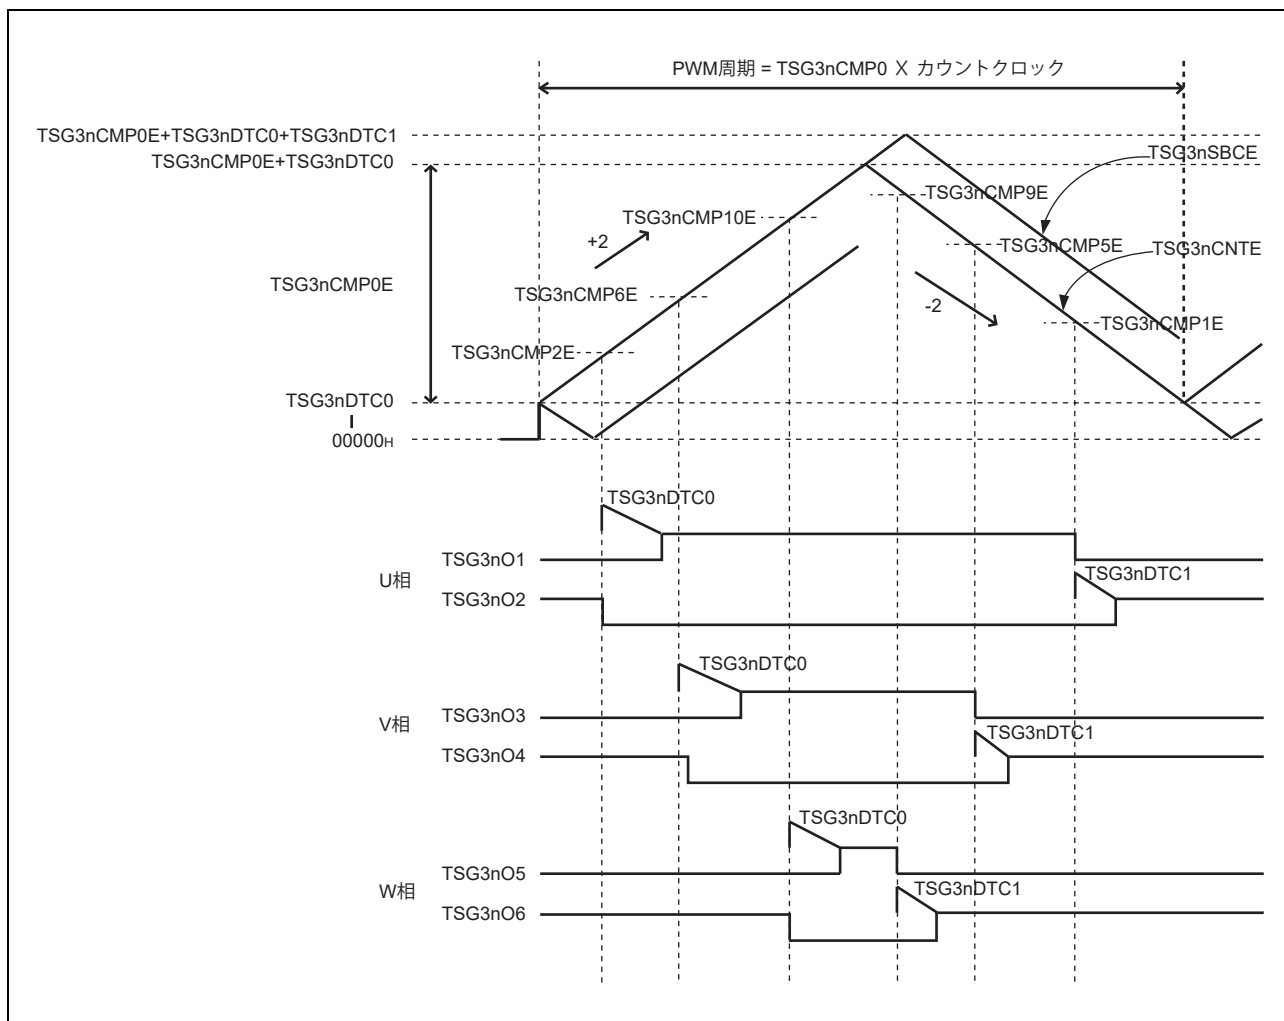 PWM周期 = TSG3nCMP0 X カウントクロック
TSG3nCMP0E+TSG3nDTC0+TSG3nDTC1
TSG3nCMP0E+TSG3nDTC0
TSG3nSBCE
TSG3nCMP9E
TSG3nCMP10E
+2
TSG3nCMP5E
TSG3nCNTE
TSG3nCMP0E
TSG3nCMP6E
-2
TSG3nCMP1E
TSG3nCMP2E
TSG3nDTC0
00000H
TSG3nDTC0
TSG3nO1
U相
TSG3nDTC1
TSG3nO2
TSG3nDTC0
TSG3nO3
V相
TSG3nDTC1
TSG3nO4
TSG3nDTC0
TSG3nO5
W相
TSG3nDTC1
TSG3nO6